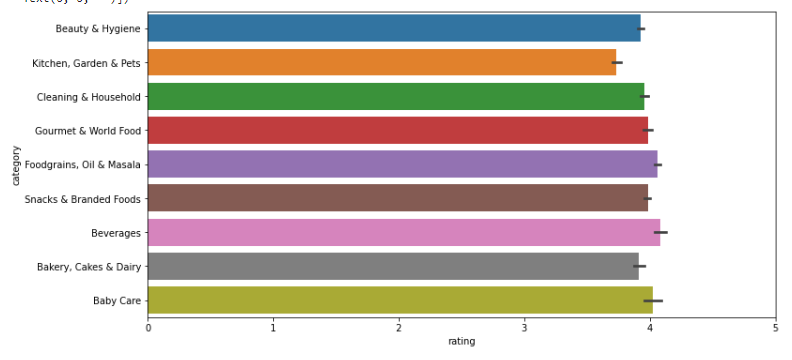 Beauty & Hygiene
Kitchen, Garden & Pets
Cleaning & Household
Gourmet & World Food
Foodgrains, Oil & Masala
Snacks & Branded Foods
Beverages
Bakery, Cakes & Dairy
Baby Care
category
0 1 2 3 4 5
rating